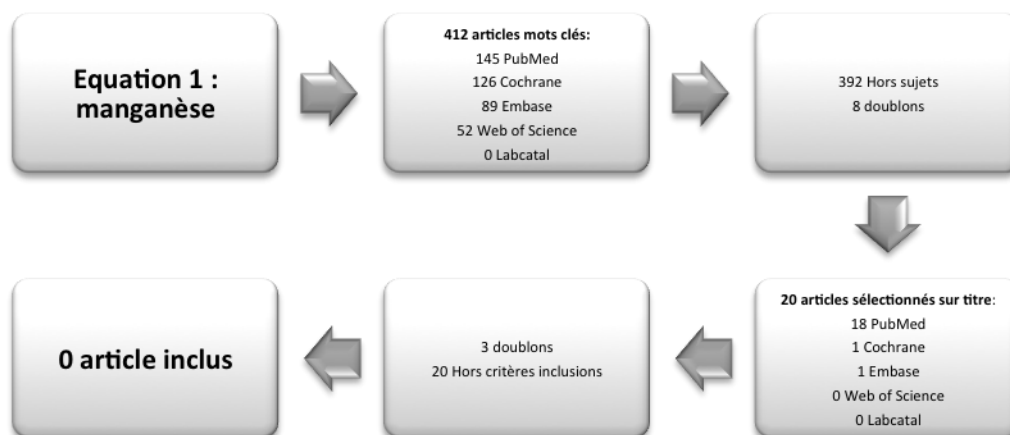 Equation 1 :
manganèse
412 articles mots clés:
145 PubMed
126 Cochrane
89 Embase
52 Web of Science
0 Labcatal
392 Hors sujets
8 doublons
20 articles sélectionnés sur titre:
18 PubMed
1 Cochrane
1 Embase
0 Web of Science
0 Labcatal
3 doublons
20 Hors critères inclusions
0 article inclus